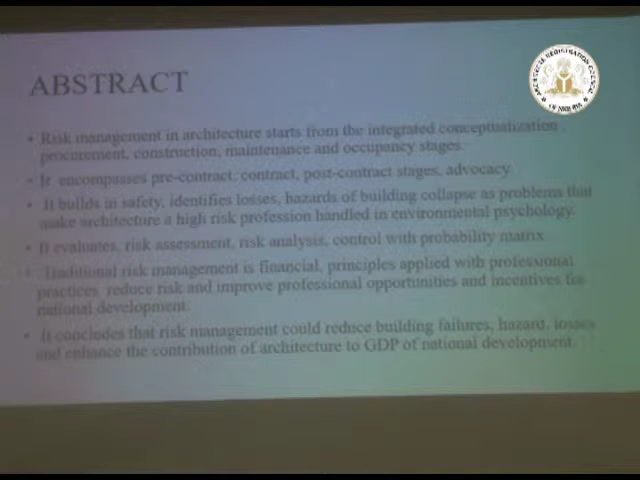 ABSTRACT
• Risk management in architecture starts from the integrated conceptualization ,
procurement, construction, maintenance and occupancy stages.
• It encompasses pre-contract, contract, post-contract stages, advocacy.
• It builds in safety, identifies losses, hazards of building collapse as problems that
make architecture a high risk profession handled in environmental psychology.
• It evaluates, risk assessment, risk analysis, control with probability matrix
• Traditional risk management is financial, principles applied with professional
practices, reduce risk and improve professional opportunities and incentives for
national development.
• It concludes that risk management could reduce building failures, hazard, losses
and enhance the contribution of architecture to GDP of national development.
ARCHITECTS REGISTRATION COUNCIL
OF NIGERIA